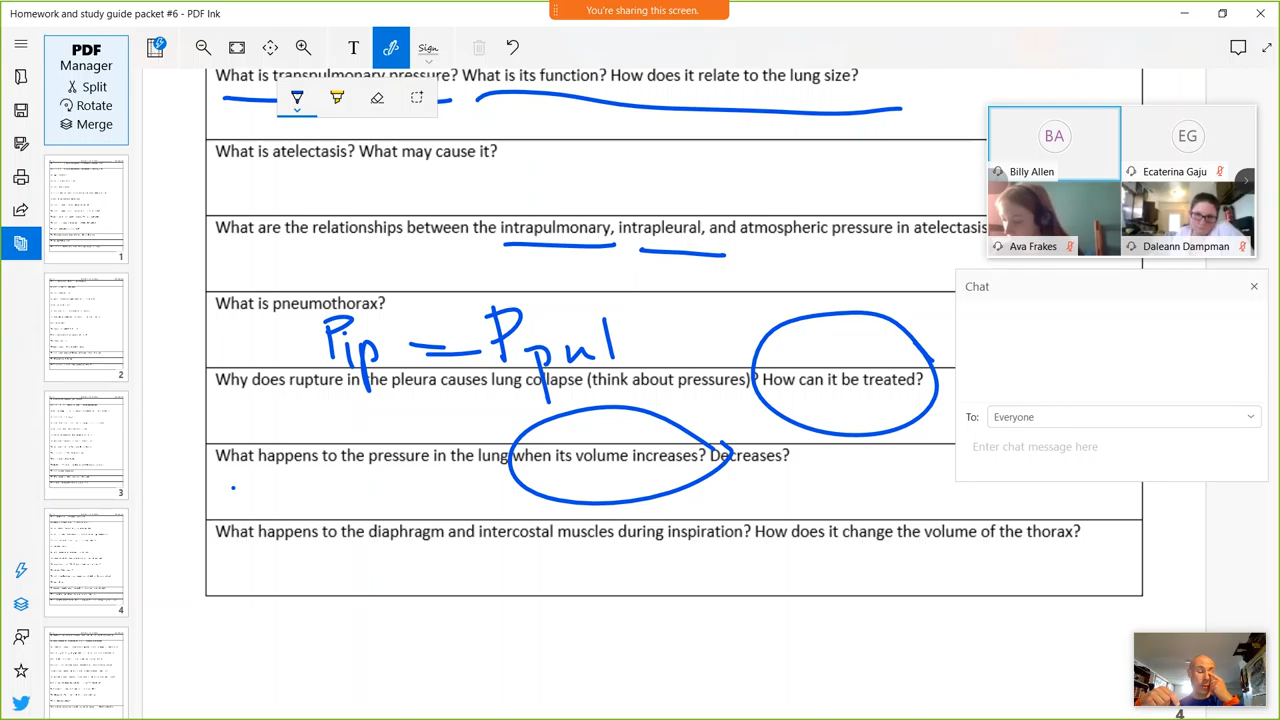 Homework and study guide packet #6 - PDF Ink
You're sharing this screen.
PDF
Manager
Split
Rotate
Merge
T
Sign
What is transpulmonary pressure? What is its function? How does it relate to the lung size?
What is atelectasis? What may cause it?
What are the relationships between the intrapulmonary, intrapleural, and atmospheric pressure in atelectasis
What is pneumothorax?
Pip = Ppul
Why does rupture in the pleura causes lung collapse (think about pressures)? How can it be treated?
What happens to the pressure in the lung when its volume increases? Decreases?
What happens to the diaphragm and intercostal muscles during inspiration? How does it change the volume of the thorax?
BA
EG
Billy Allen
Ecaterina Gaju
Ava Frakes
Daleann Dampman
Chat
To:
Everyone
Enter chat message here
1
2
3
4
4